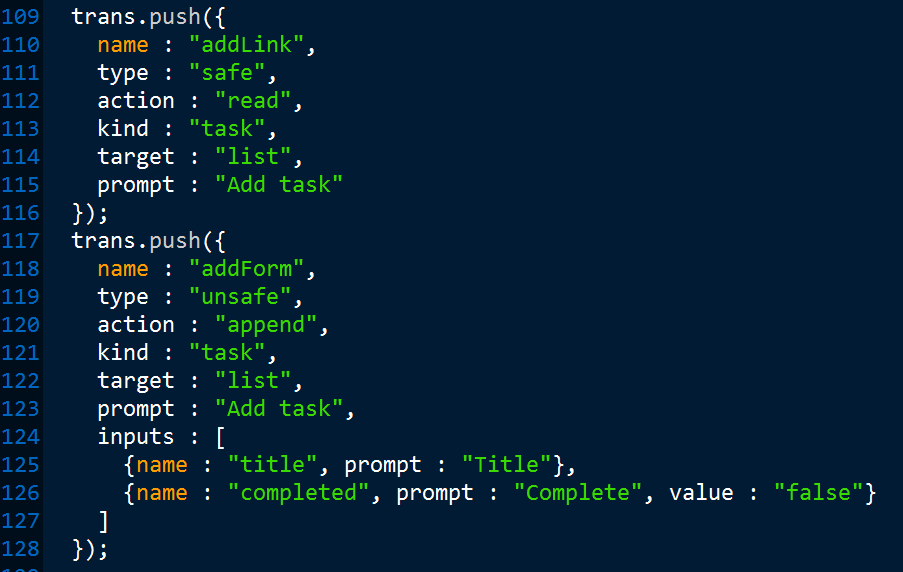 109 trans.push({
110 name : "addLink",
111 type : "safe",
112 action : "read",
113 kind : "task",
114 target : "list",
115 prompt : "Add task"
116 });
117 trans.push({
118 name : "addForm",
119 type : "unsafe",
120 action : "append",
121 kind : "task",
122 target : "list",
123 prompt : "Add task",
124 inputs : [
125 {name : "title", prompt : "Title"},
126 {name : "completed", prompt : "Complete", value : "false"}
127 ]
128 });